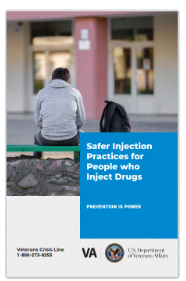 Safer Injection
Practices for
People who
Inject Drugs
PREVENTION IS POWER
Veterans Crisis Line
1-800-273-8255
VA
U.S. Department
of Veterans Affairs